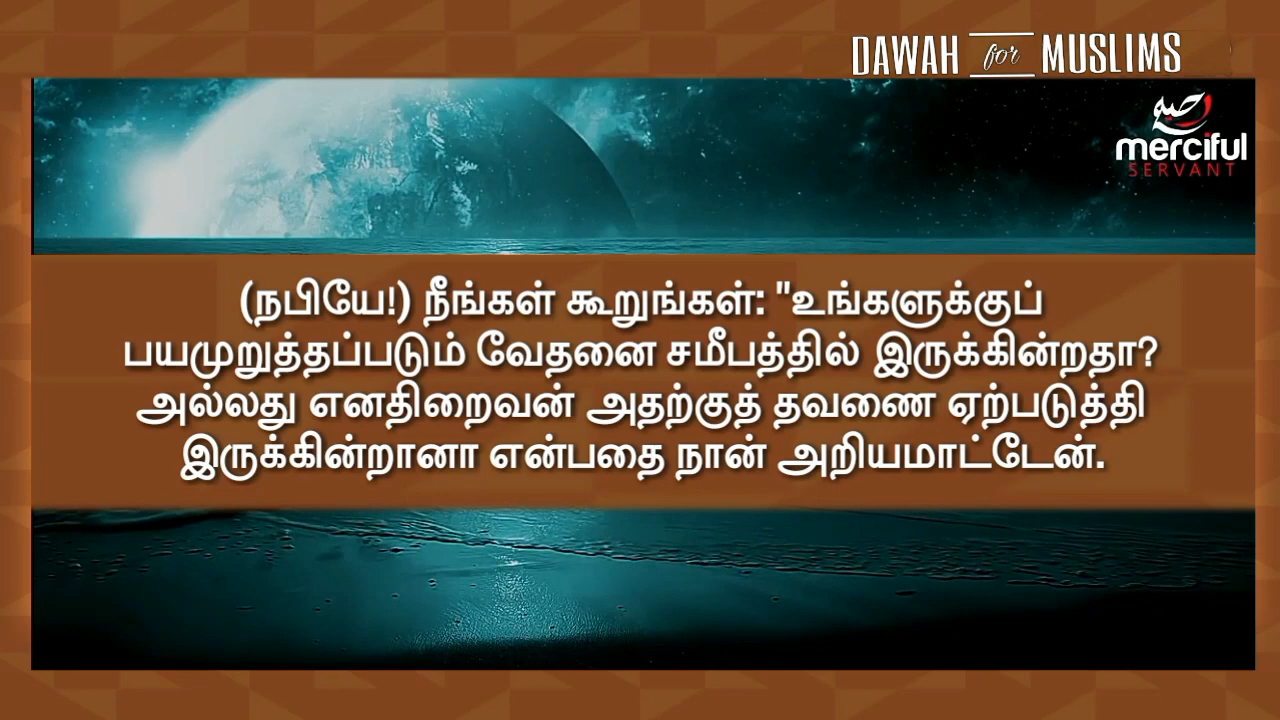 DAWAH for MUSLIMS
merciful
SERVANT
(நபியே!) நீங்கள் கூறுங்கள்: "உங்களுக்குப்
பயமுறுத்தப்படும் வேதனை சமீபத்தில் இருக்கின்றதா?
அல்லது எனதிறைவன் அதற்குத் தவணை ஏற்படுத்தி
இருக்கின்றானா என்பதை நான் அறியமாட்டேன்.